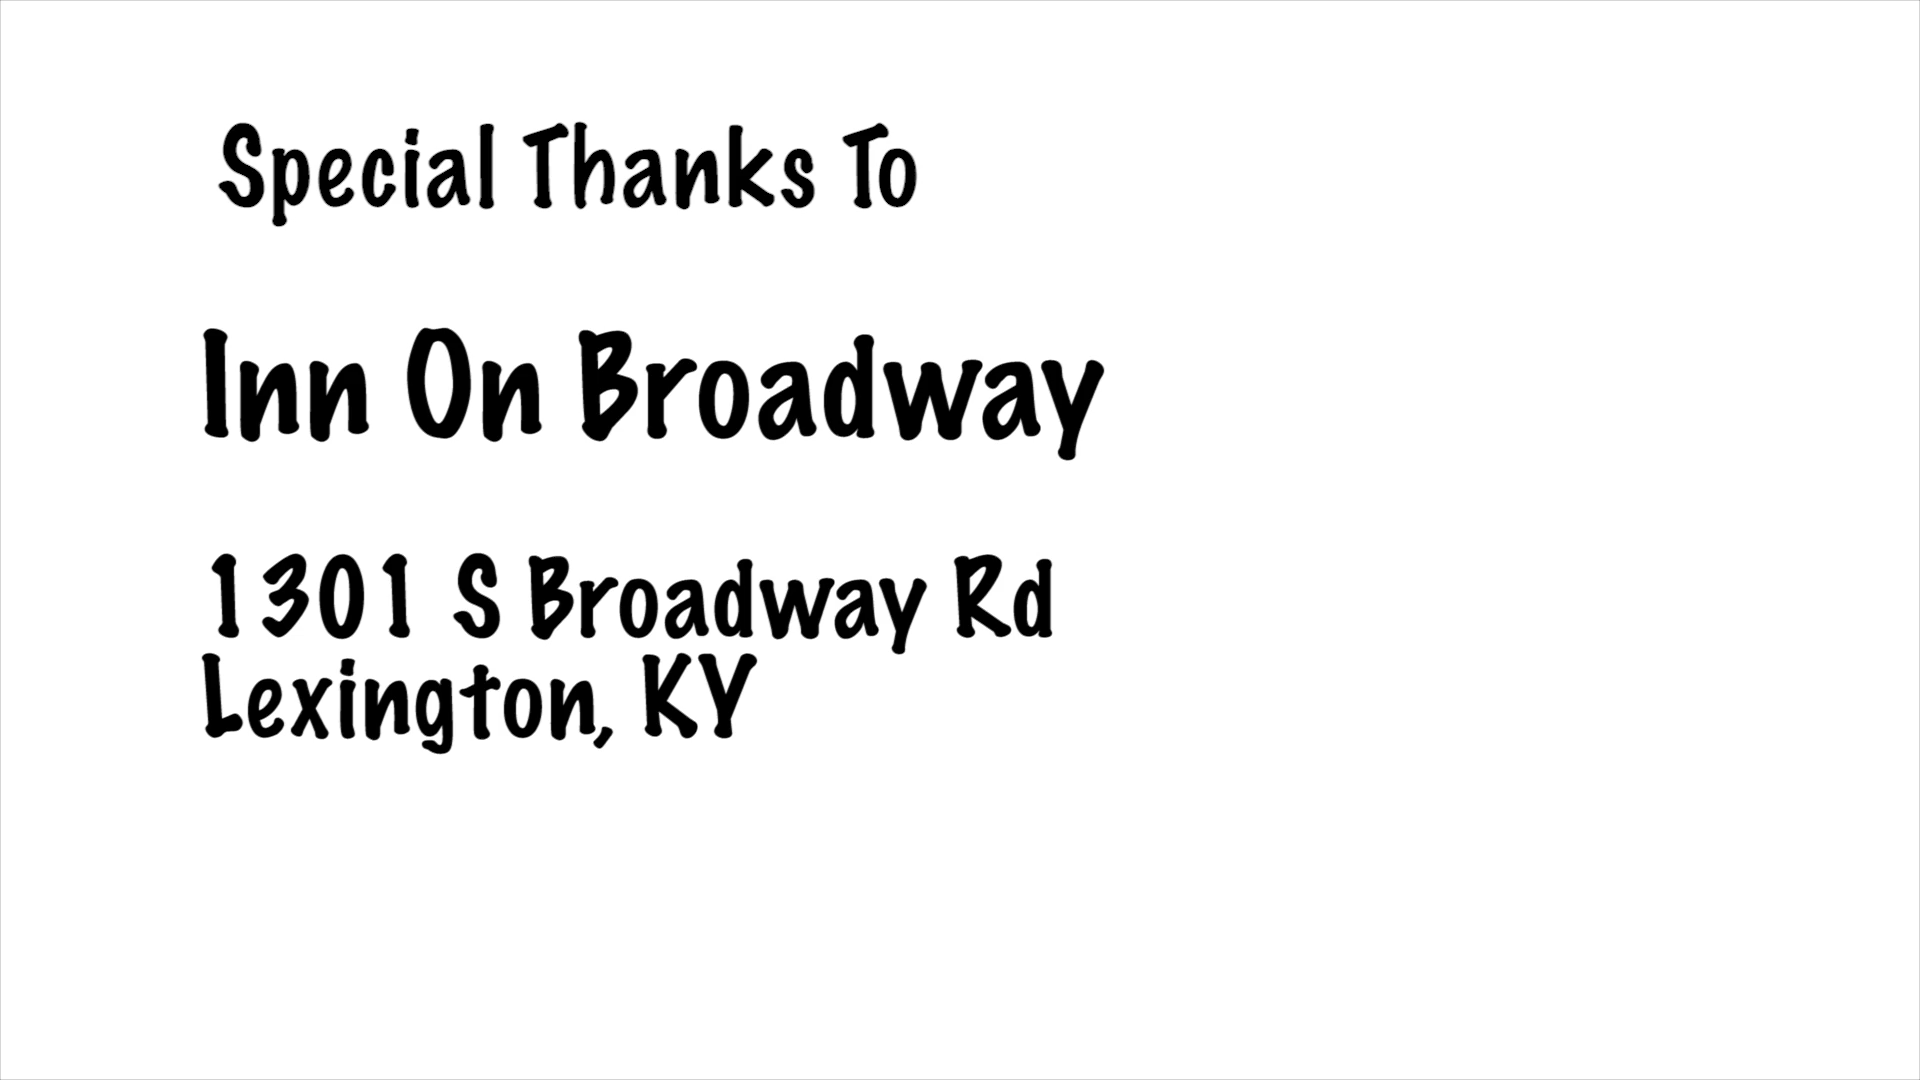 Special Thanks To
Inn On Broadway
1301 S Broadway Rd
Lexington, KY